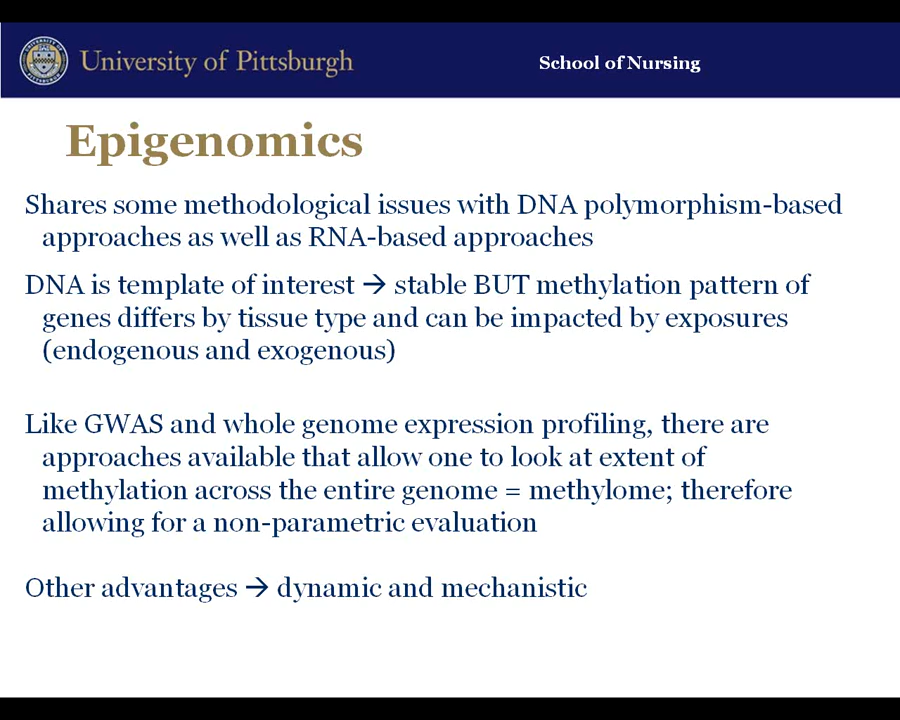 University of Pittsburgh
School of Nursing
Epigenomics
Shares some methodological issues with DNA polymorphism-based
approaches as well as RNA-based approaches
DNA is template of interest → stable BUT methylation pattern of
genes differs by tissue type and can be impacted by exposures
(endogenous and exogenous)
Like GWAS and whole genome expression profiling, there are
approaches available that allow one to look at extent of
methylation across the entire genome = methylome; therefore
allowing for a non-parametric evaluation
Other advantages → dynamic and mechanistic